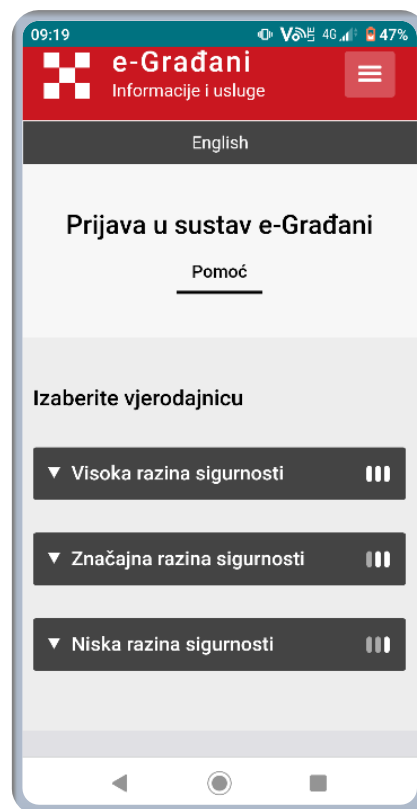 09:19 4G 47%
e-Građani
Informacije i usluge
English
Prijava u sustav e-Građani
Pomoć
Izaberite vjerodajnicu
▼ Visoka razina sigurnosti
▼ Značajna razina sigurnosti
▼ Niska razina sigurnosti